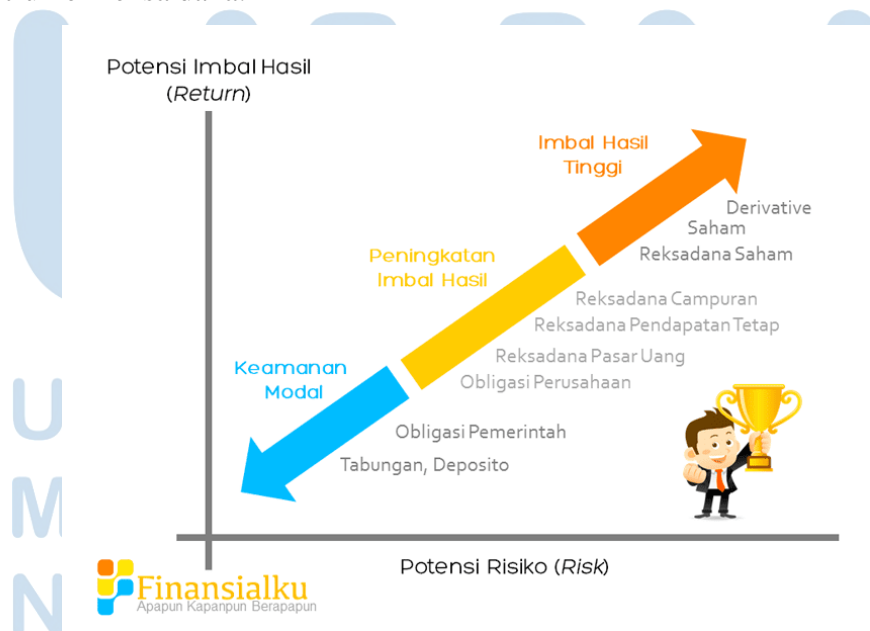 Potensi Imbal Hasil
(Return)
Imbal Hasil
Tinggi
Derivative
Saham
Reksadana Saham
Peningkatan
Imbal Hasil
Reksadana Campuran
Reksadana Pendapatan Tetap
Reksadana Pasar Uang
Obligasi Perusahaan
Keamanan
Modal
Obligasi Pemerintah
Tabungan, Deposito
Potensi Risiko (Risk)
Finansialku
Apapun Kapanpun Berapapun
U
M
N